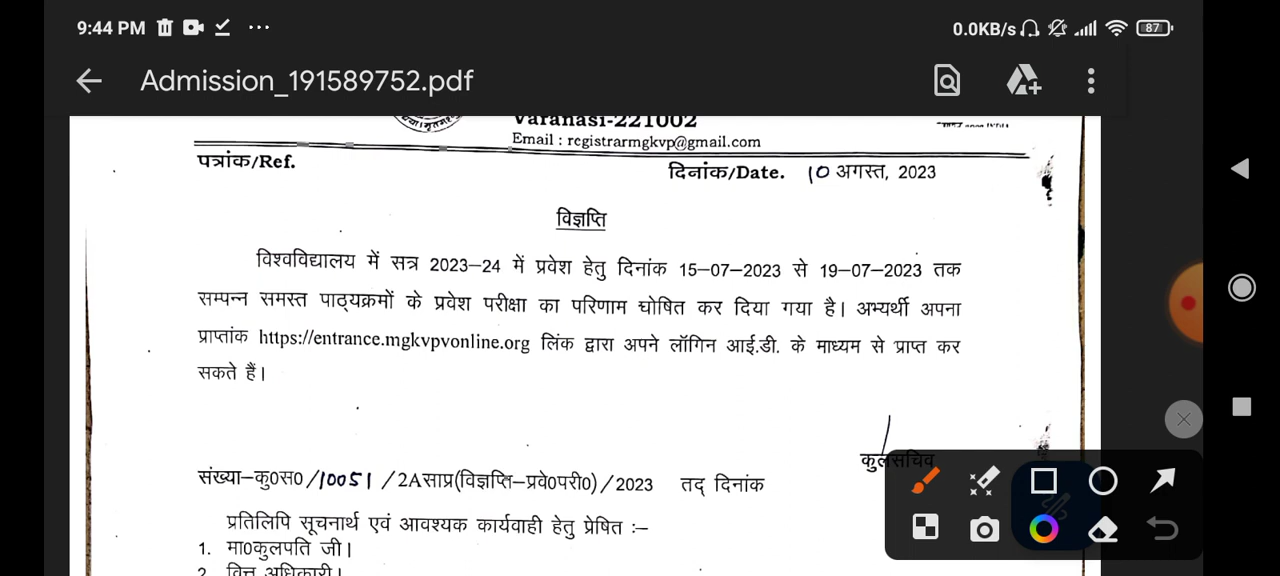 9:44 PM ...
0.0KB/s 87
Admission_191589752.pdf
Varanasi-221002
Email : registrarmgkvp@gmail.com
पत्रांक/Ref.
दिनांक/Date. 10 अगस्त, 2023
विज्ञप्ति
विश्वविद्यालय में सत्र 2023-24 में प्रवेश हेतु दिनांक 15-07-2023 से 19-07-2023 तक
सम्पन्न समस्त पाठ्यक्रमों के प्रवेश परीक्षा का परिणाम घोषित कर दिया गया है। अभ्यर्थी अपना
प्राप्तांक https://entrance.mgkvpvonline.org लिंक द्वारा अपने लॉगिन आई.डी. के माध्यम से प्राप्त कर
सकते हैं।
कुलसचिव
संख्या-कु0स0/10051/2Aसाप्र(विज्ञप्ति-प्रवे0परी0)/2023 तद् दिनांक
प्रतिलिपि सूचनार्थ एवं आवश्यक कार्यवाही हेतु प्रेषित :-
1. मा0कुलपति जी।
2. वित्त अधिकारी।